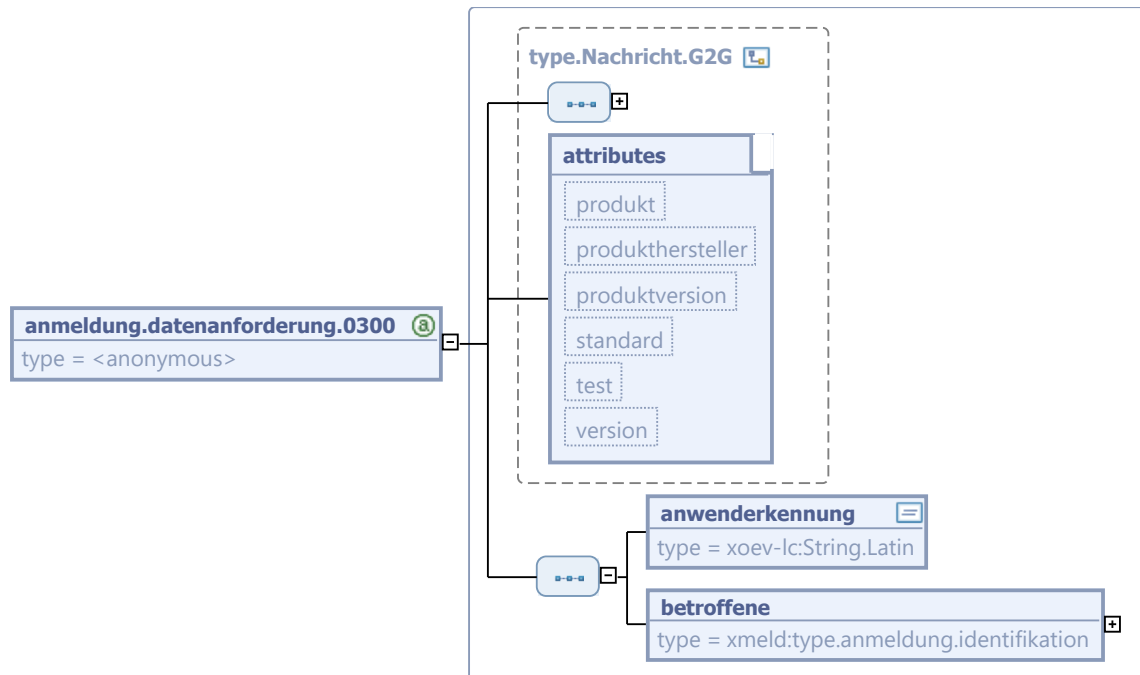 type.Nachricht.G2G
attributes
produkt
produkthersteller
produktversion
standard
test
version
anmeldung.datenanforderung.0300
type = <anonymous>
anwenderkennung
type = xoev-lc:String.Latin
betroffene
type = xmeld:type.anmeldung.identifikation